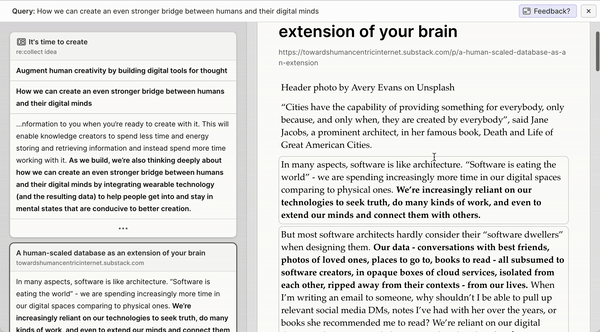 Query: How we can create an even stronger bridge between humans and their digital minds
Feedback?
It's time to create
re:collect idea
Augment human creativity by building digital tools for thought
How we can create an even stronger bridge between humans
and their digital minds
...nformation to you when you're ready to create with it. This will
enable knowledge creators to spend less time and energy
storing and retrieving information and instead spend more time
working with it. As we build, we're also thinking deeply about
how we can create an even stronger bridge between humans
and their digital minds by integrating wearable technology
(and the resulting data) to help people get into and stay in
mental states that are conducive to better creation.
•••
A human-scaled database as an extension of your brain
towardshumancentricinternet.substack.com
In many aspects, software is like architecture. "Software is
eating the world" - we are spending increasingly more time in
our digital spaces comparing to physical ones. We're
increasingly reliant on our technologies to seek truth, do many
kinds of work, and even to extend our minds and connect them
extension of your brain
https://towardshumancentricinternet.substack.com/p/a-human-scaled-database-as-a
n-extension
Header photo by Avery Evans on Unsplash
“Cities have the capability of providing something for everybody, only
because, and only when, they are created by everybody”, said Jane
Jacobs, a prominent architect, in her famous book, Death and Life of
Great American Cities.
In many aspects, software is like architecture. “Software is eating the
world” - we are spending increasingly more time in our digital spaces
comparing to physical ones. We’re increasingly reliant on our
technologies to seek truth, do many kinds of work, and even to
extend our minds and connect them with others.
But most software architects hardly consider their “software dwellers”
when designing them. Our data - conversations with best friends,
photos of loved ones, places to go to, books to read - all subsumed to
software creators, in opaque boxes of cloud services, isolated from
each other, ripped away from their contexts - from our lives. When
I’m writing an email to someone, why shouldn’t I be able to pull up
relevant social media DMs, notes I’ve had with her over the years, or
books she recommended me to read? We’re reliant on our digital